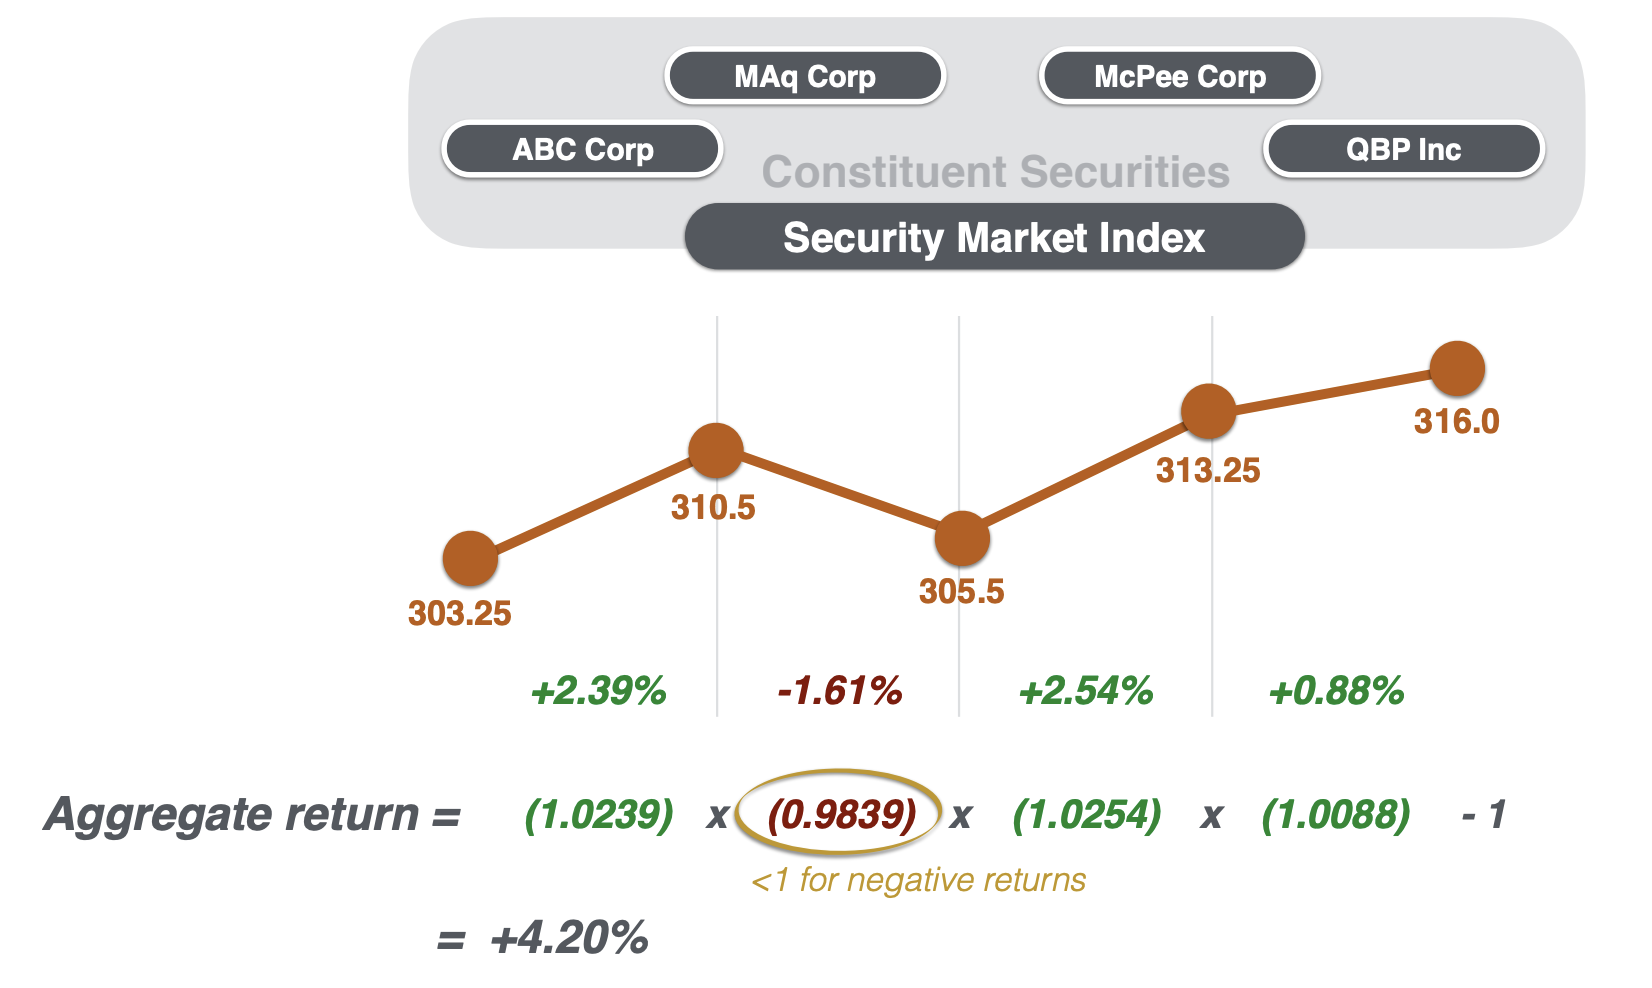 MAq Corp
McPee Corp
ABC Corp
QBP Inc
Constituent Securities
Security Market Index
316.0
313.25
310.5
305.5
303.25
+2.39% -1.61% +2.54% +0.88%
Aggregate return = (1.0239) x (0.9839) x (1.0254) x (1.0088) - 1
<1 for negative returns
= +4.20%